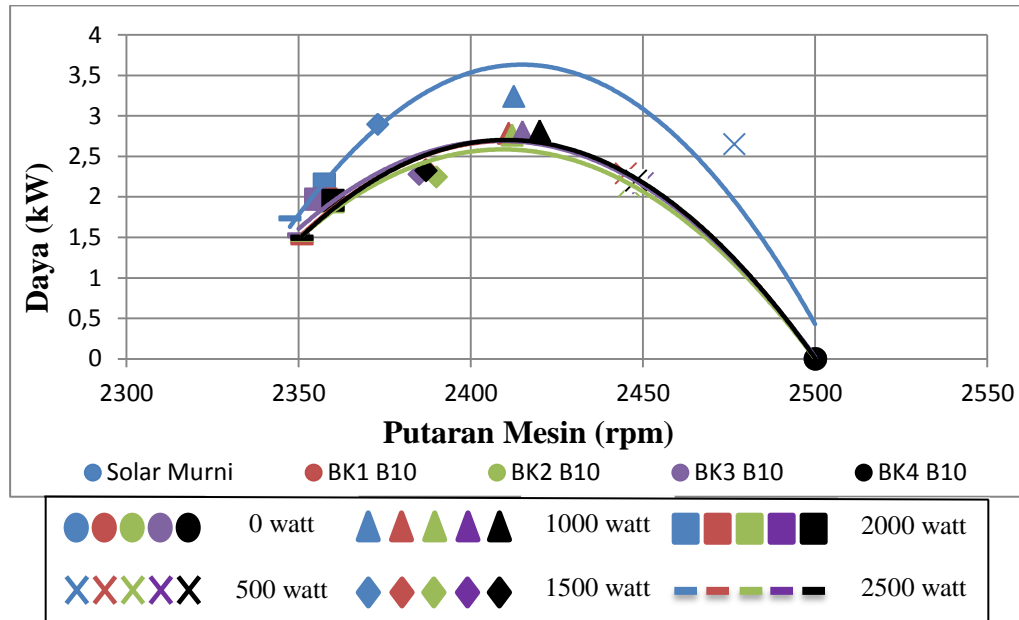 Daya (kW)
4
3,5
3
2,5
2
1,5
1
0,5
0
2300 2350 2400 2450 2500 2550
Putaran Mesin (rpm)
Solar Murni BK1 B10 BK2 B10 BK3 B10 BK4 B10
0 watt 1000 watt 2000 watt
500 watt 1500 watt 2500 watt